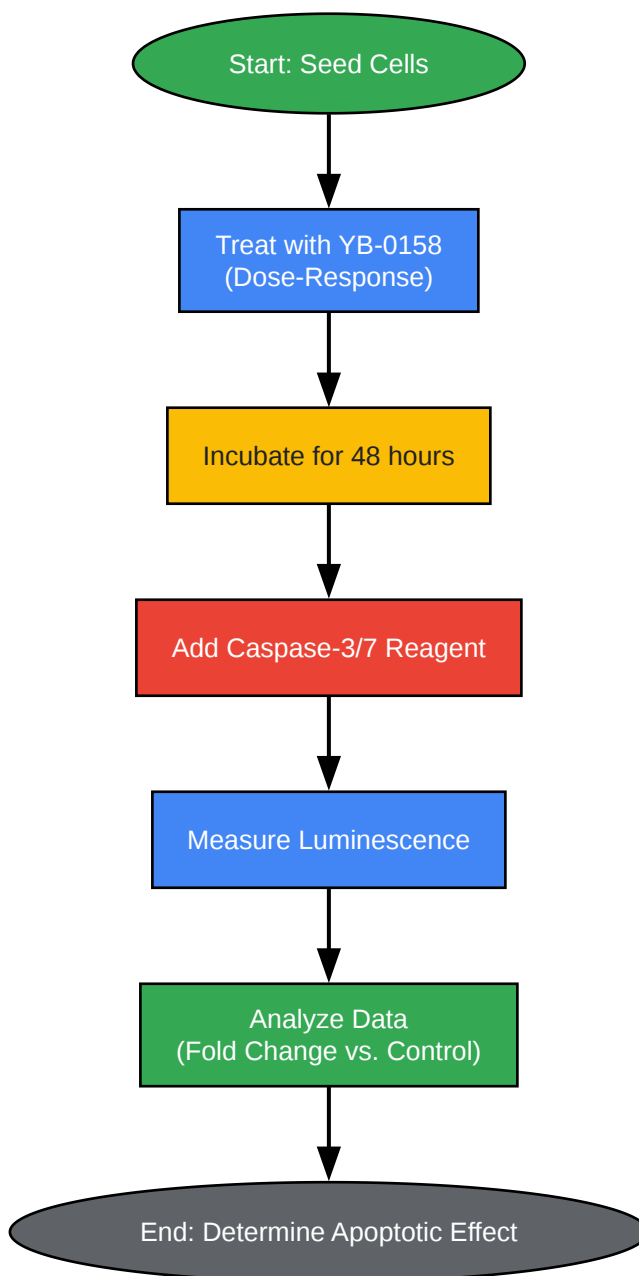 Start: Seed Cells
Treat with YB-0158
(Dose-Response)
Incubate for 48 hours
Add Caspase-3/7 Reagent
Measure Luminescence
Analyze Data
(Fold Change vs. Control)
End: Determine Apoptotic Effect